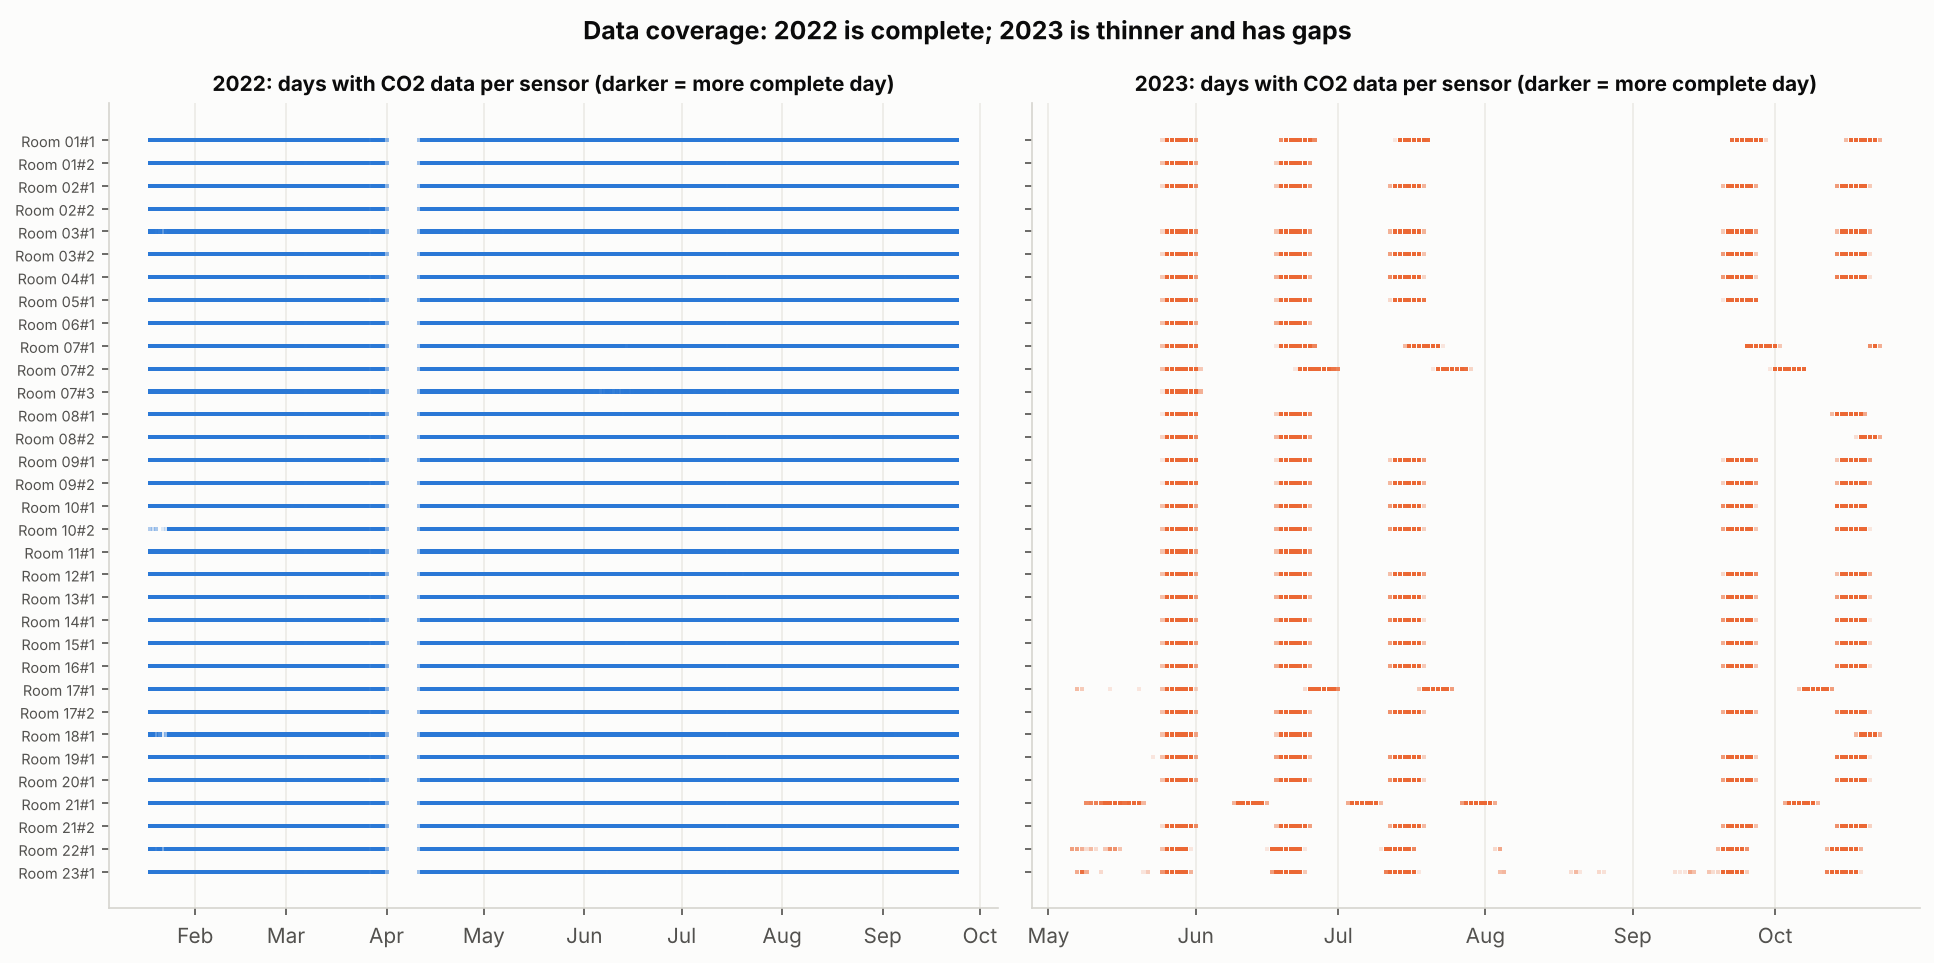 Data coverage: 2022 is complete; 2023 is thinner and has gaps
2022: days with CO2 data per sensor (darker = more complete day)
2023: days with CO2 data per sensor (darker = more complete day)
Room 01#1
Room 01#2
Room 02#1
Room 02#2
Room 03#1
Room 03#2
Room 04#1
Room 05#1
Room 06#1
Room 07#1
Room 07#2
Room 07#3
Room 08#1
Room 08#2
Room 09#1
Room 09#2
Room 10#1
Room 10#2
Room 11#1
Room 12#1
Room 13#1
Room 14#1
Room 15#1
Room 16#1
Room 17#1
Room 17#2
Room 18#1
Room 19#1
Room 20#1
Room 21#1
Room 21#2
Room 22#1
Room 23#1
Feb Mar Apr May Jun Jul Aug Sep Oct
May Jun Jul Aug Sep Oct